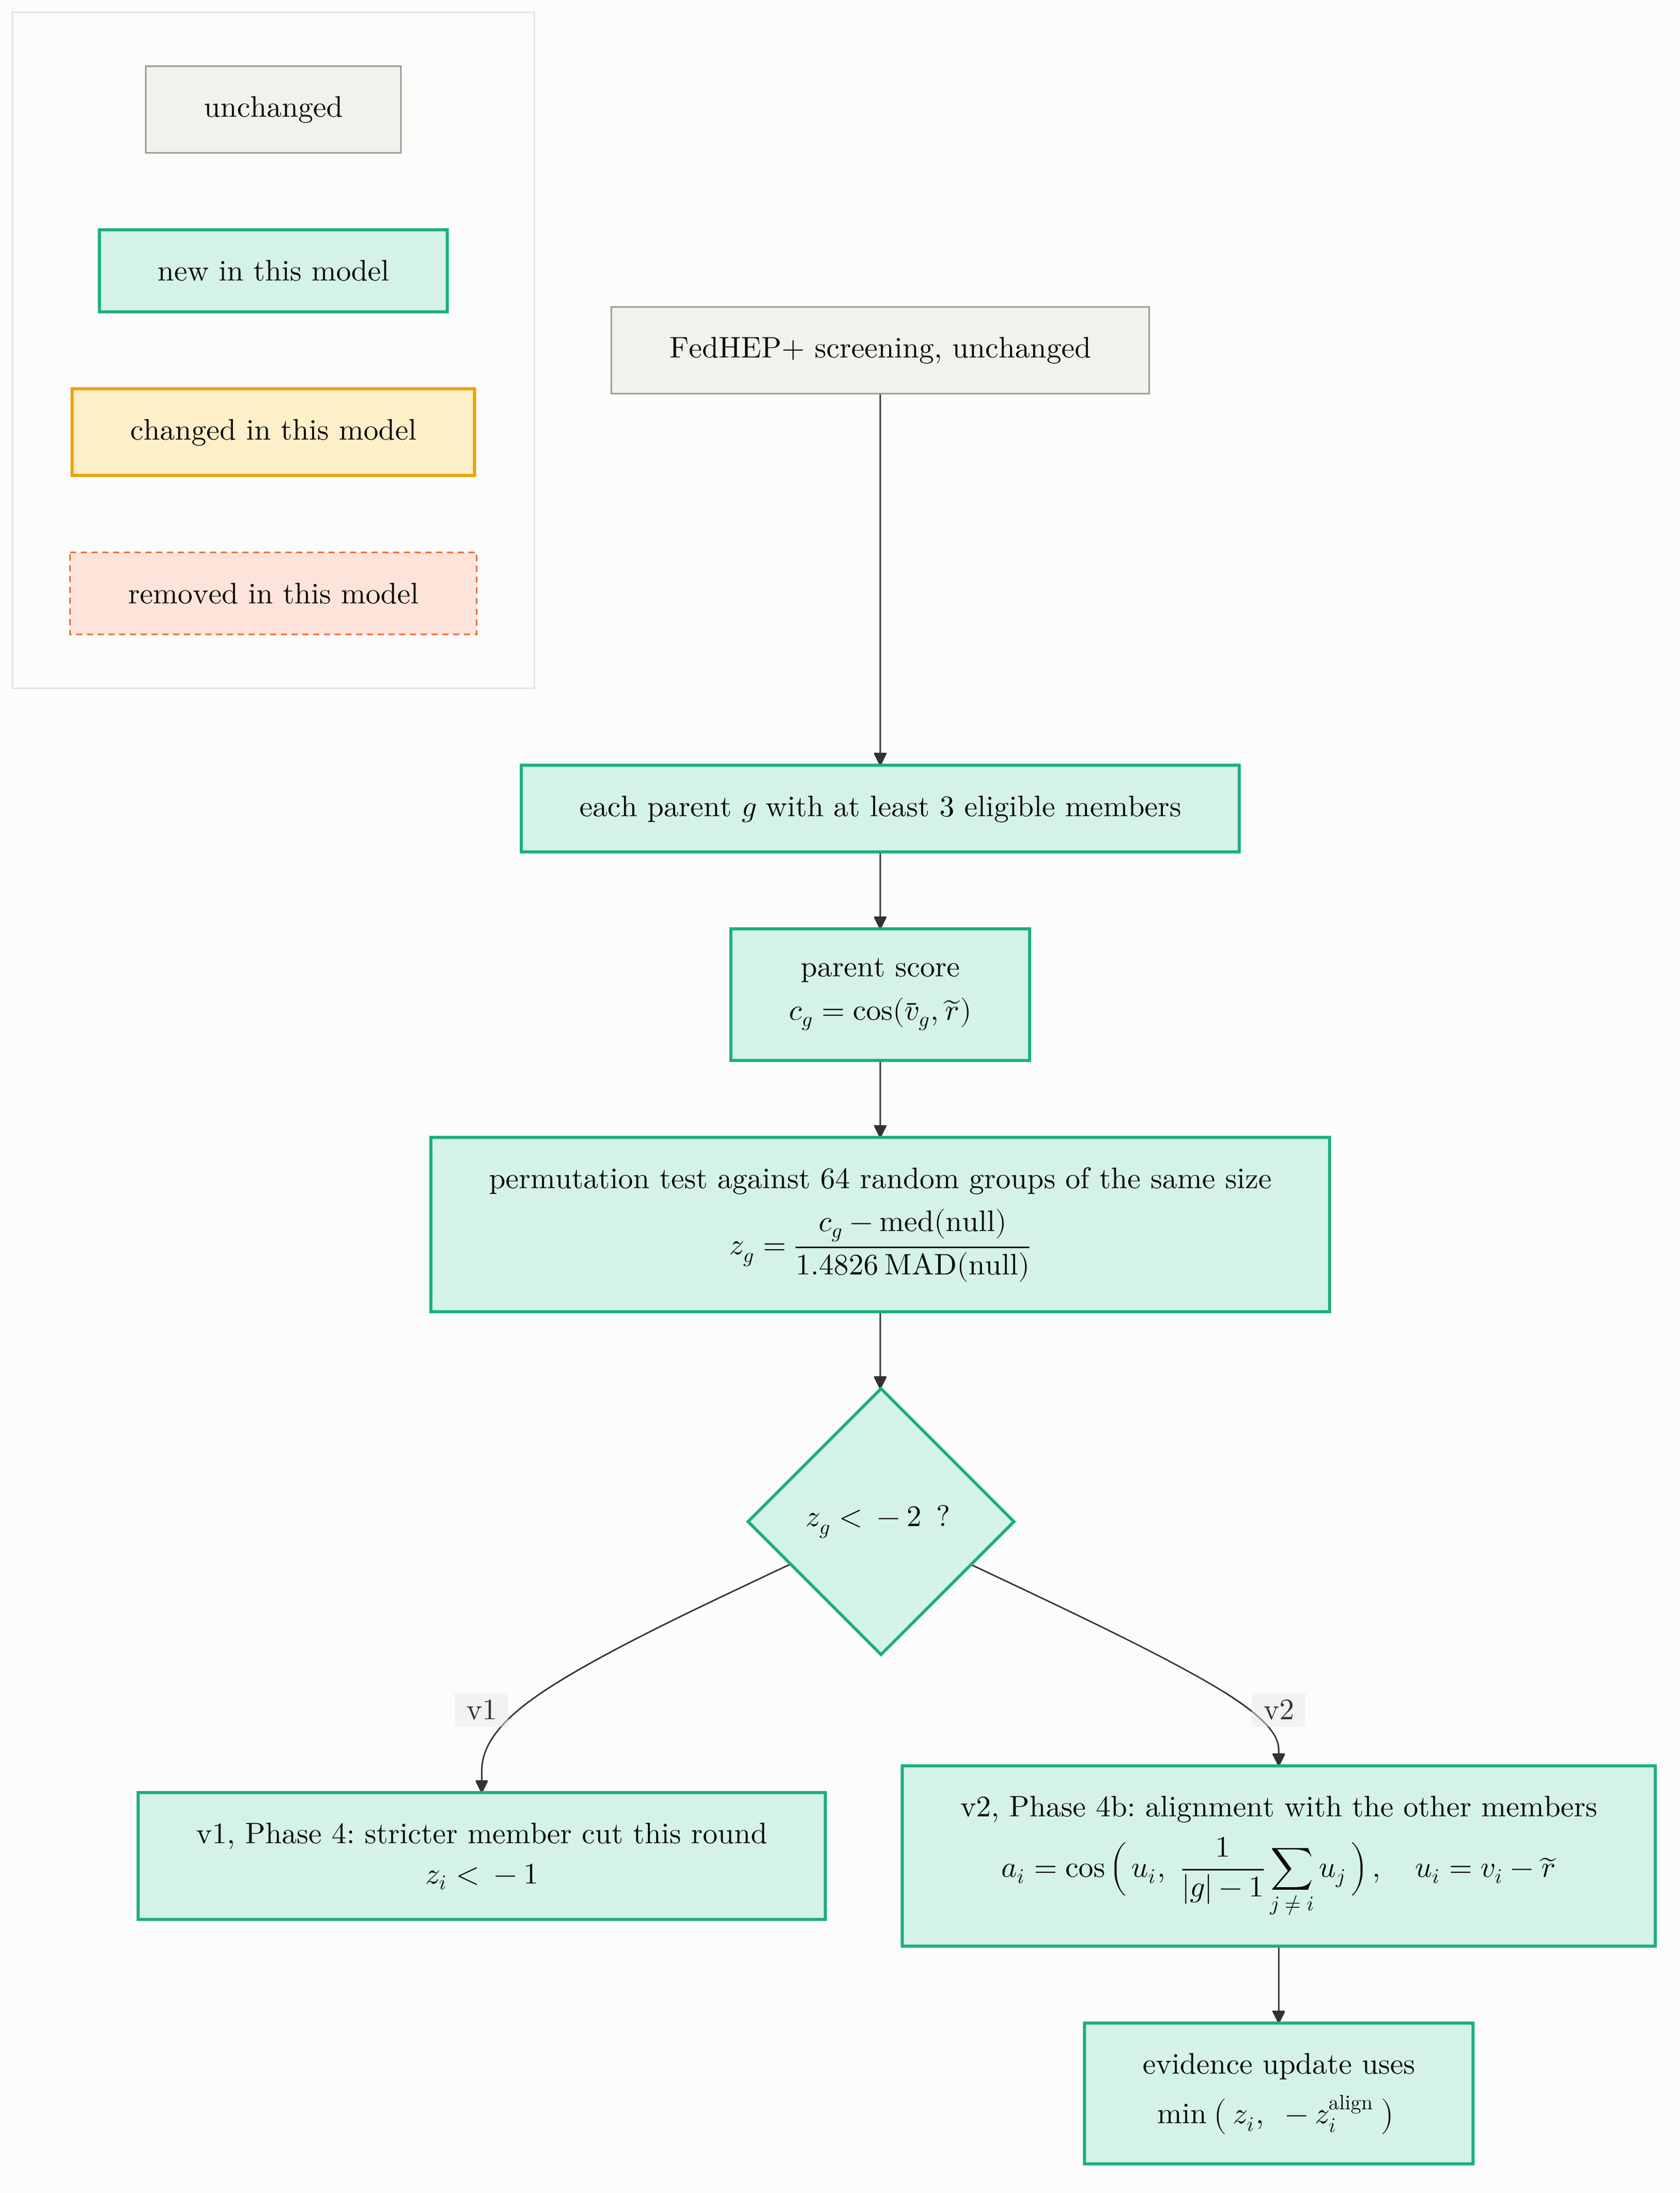 unchanged
new in this model
changed in this model
removed in this model
FedHEP+ screening, unchanged
each parent g with at least 3 eligible members
parent score
c_g = cos(v̄_g, r̃)
permutation test against 64 random groups of the same size
z_g = \frac{c_g − med(null)}{1.4826 MAD(null)}
z_g < −2 ?
v1
v2
v1, Phase 4: stricter member cut this round
z_i < −1
v2, Phase 4b: alignment with the other members
a_i = cos( u_i, \frac{1}{|g| − 1} \sum_{j ≠ i} u_j ), u_i = v_i − r̃
evidence update uses
min ( z_i, −z_i^{align} )